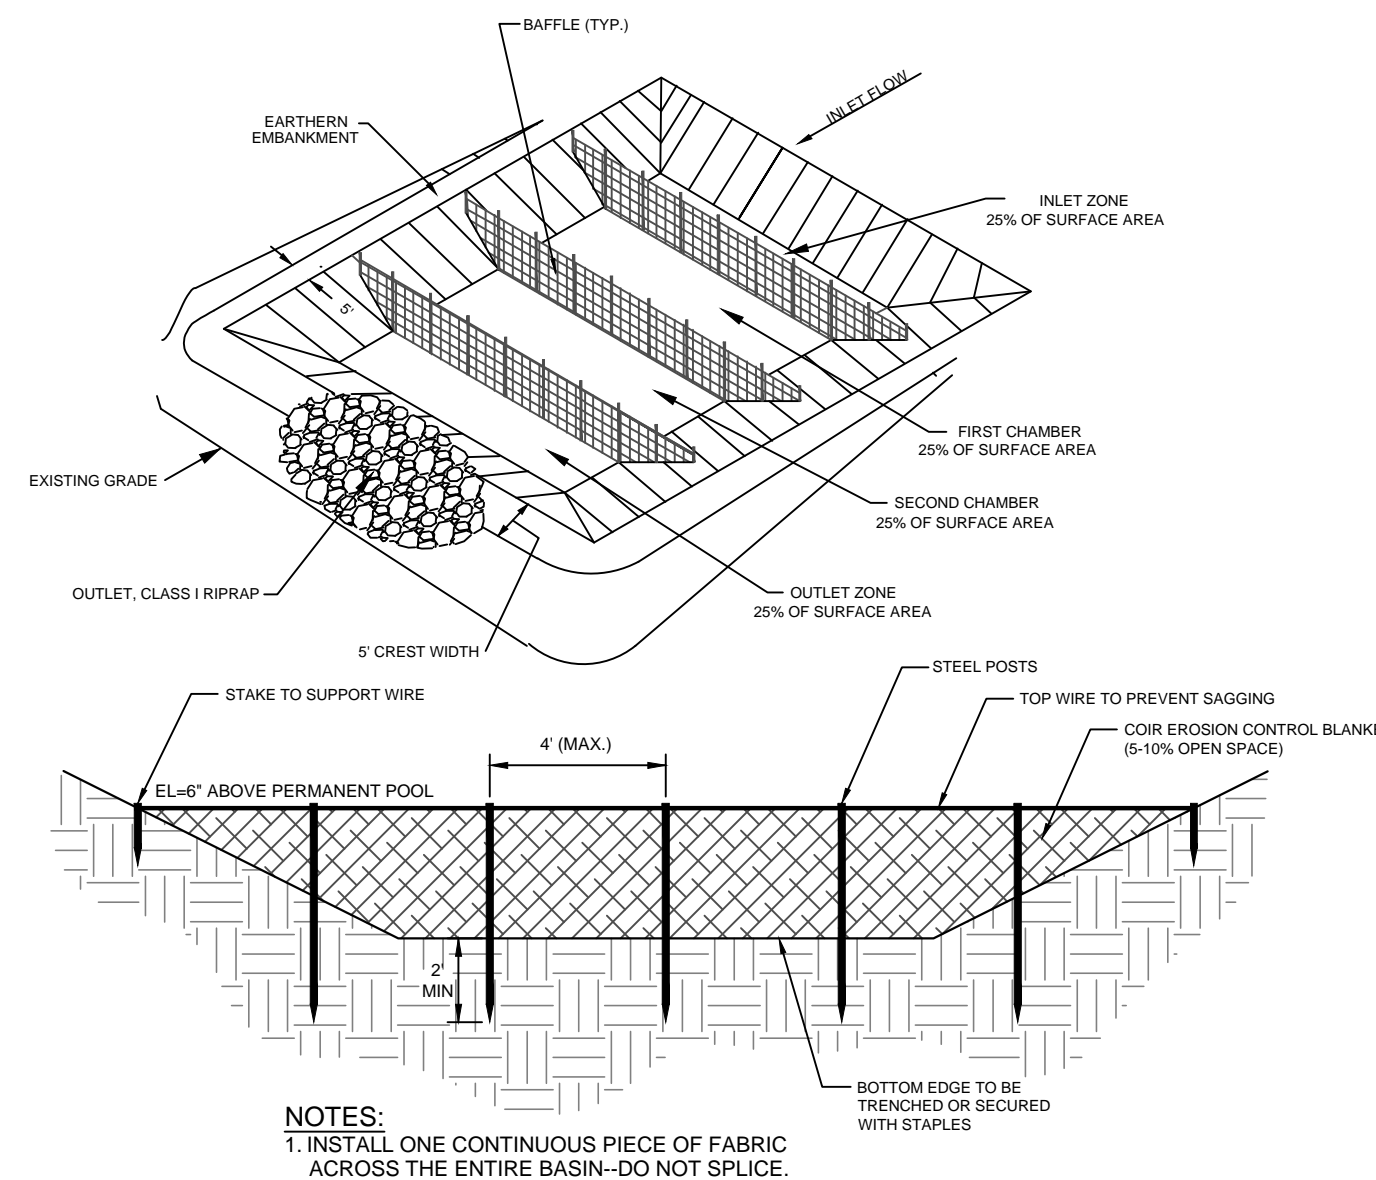 BAFFLE (TYP.)
INLET FLOW
EARTHERN
EMBANKMENT
INLET ZONE
25% OF SURFACE AREA
5'
FIRST CHAMBER
25% OF SURFACE AREA
EXISTING GRADE
SECOND CHAMBER
25% OF SURFACE AREA
OUTLET, CLASS I RIPRAP
OUTLET ZONE
25% OF SURFACE AREA
5' CREST WIDTH
STEEL POSTS
STAKE TO SUPPORT WIRE
TOP WIRE TO PREVENT SAGGING
COIR EROSION CONTROL BLANKE
(5-10% OPEN SPACE)
4' (MAX.)
EL=6" ABOVE PERMANENT POOL
2'
MIN
BOTTOM EDGE TO BE
TRENCHED OR SECURED
WITH STAPLES
NOTES:
1. INSTALL ONE CONTINUOUS PIECE OF FABRIC
ACROSS THE ENTIRE BASIN--DO NOT SPLICE.